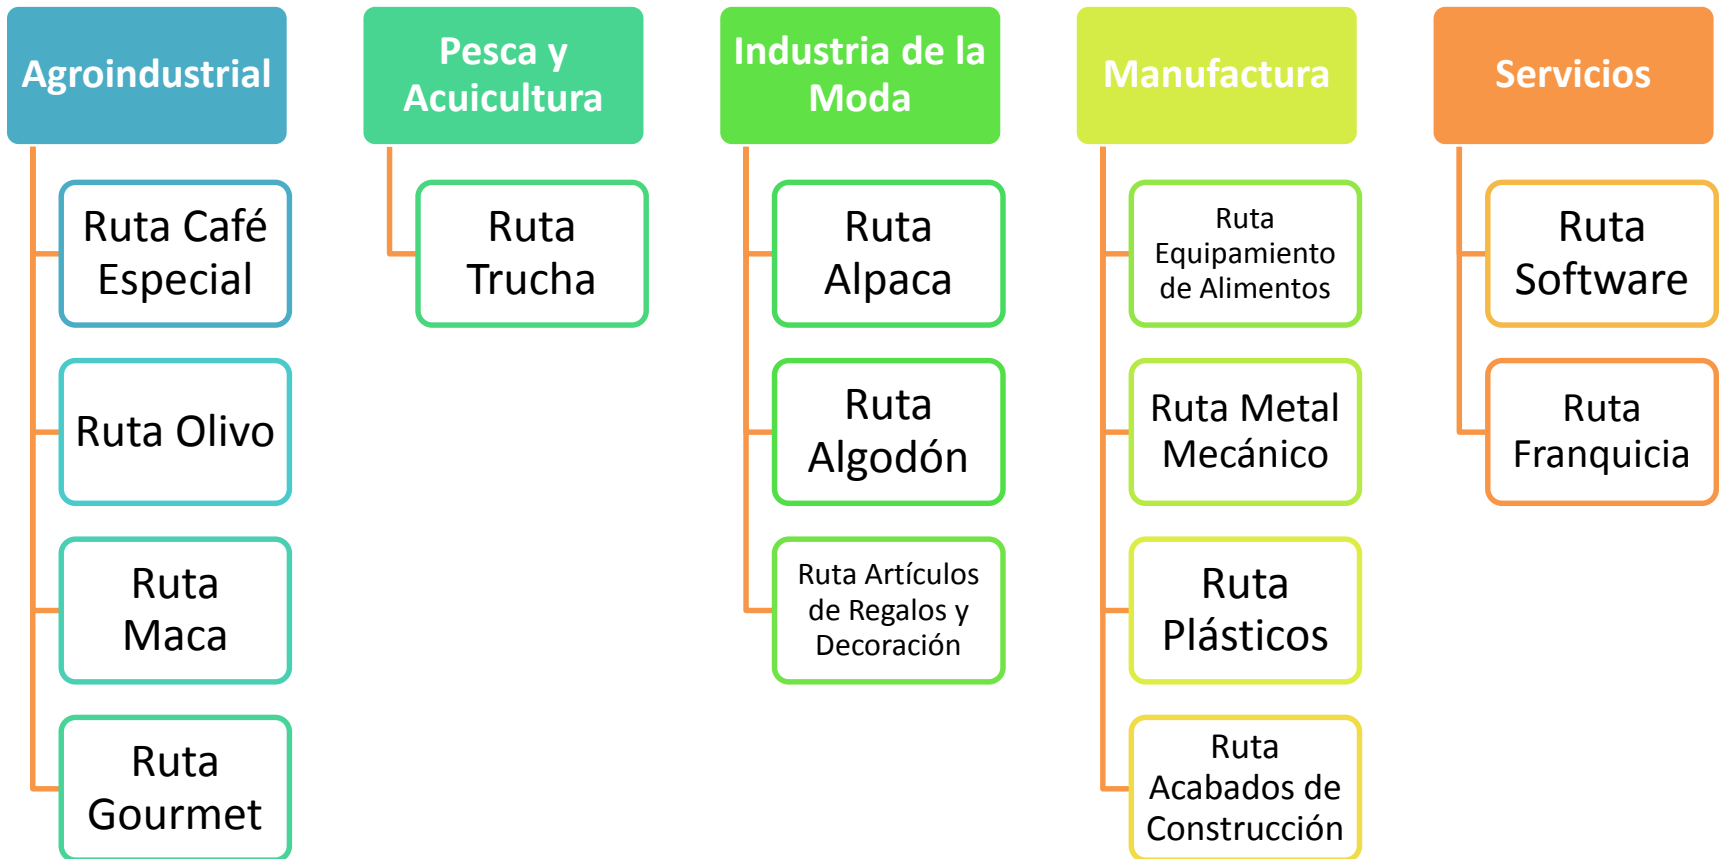 Agroindustrial
Ruta Café
Especial
Ruta Olivo
Ruta
Maca
Ruta
Gourmet
Pesca y
Acuicultura
Ruta
Trucha
Industria de la
Moda
Ruta
Alpaca
Ruta
Algodón
Ruta Artículos
de Regalos y
Decoración
Manufactura
Ruta
Equipamiento
de Alimentos
Ruta Metal
Mecánico
Ruta
Plásticos
Ruta
Acabados de
Construcción
Servicios
Ruta
Software
Ruta
Franquicia